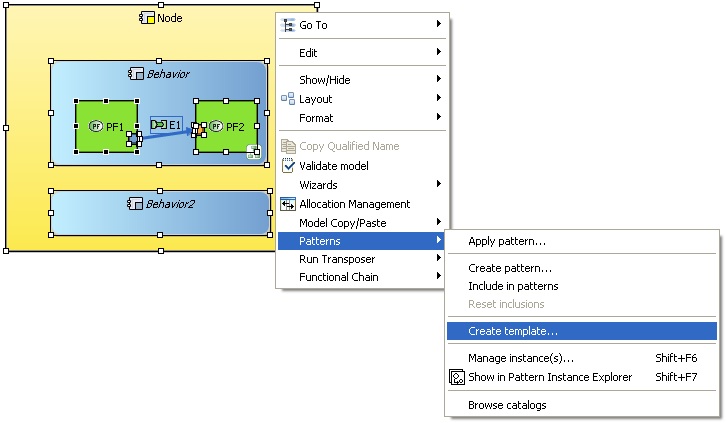 Node
Behavior
PF
PF1
E1
PF
PF2
Behavior2
Go To
Edit
Show/Hide
Layout
Format
Copy Qualified Name
Validate model
Wizards
Allocation Management
Model Copy/Paste
Patterns
Run Transposer
Functional Chain
Apply pattern...
Create pattern...
Include in patterns
Reset inclusions
Create template...
Manage instance(s)... Shift+F6
Show in Pattern Instance Explorer Shift+F7
Browse catalogs